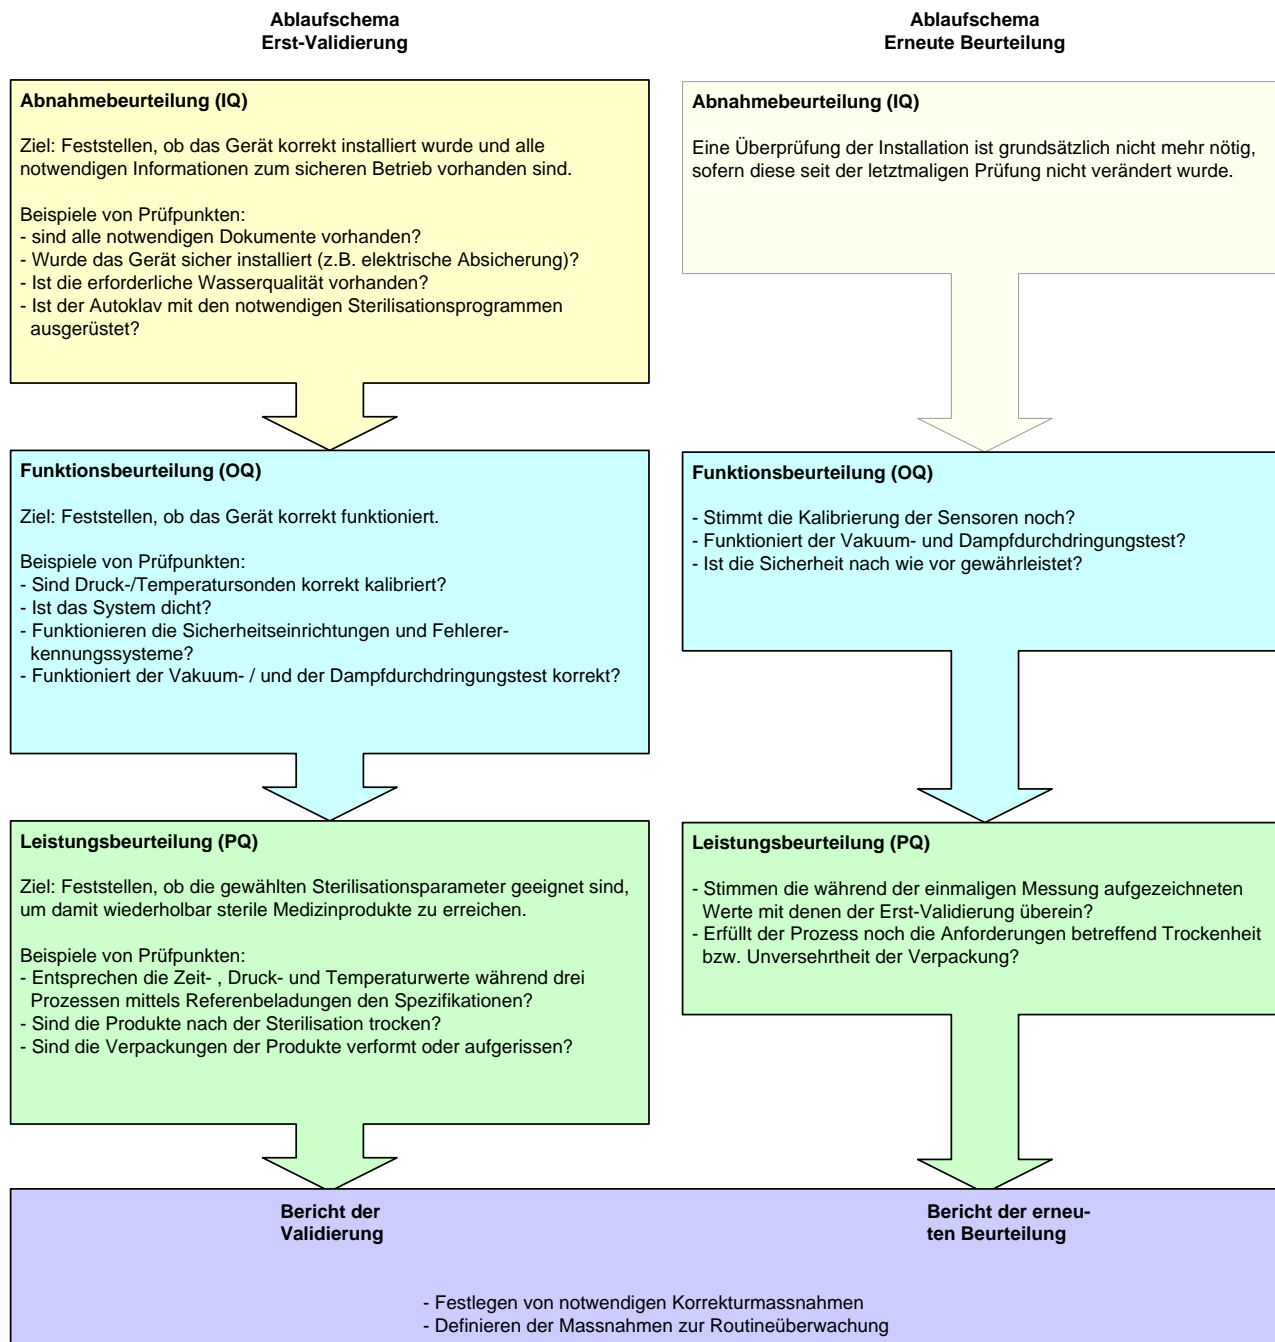 Ablaufschema
Erst-Validierung
Abnahmebeurteilung (IQ)
Ziel: Feststellen, ob das Gerät korrekt installiert wurde und alle
notwendigen Informationen zum sicheren Betrieb vorhanden sind.
Beispiele von Prüfpunkten:
- sind alle notwendigen Dokumente vorhanden?
- Wurde das Gerät sicher installiert (z.B. elektrische Absicherung)?
- Ist die erforderliche Wasserqualität vorhanden?
- Ist der Autoklav mit den notwendigen Sterilisationsprogrammen
ausgerüstet?
Funktionsbeurteilung (OQ)
Ziel: Feststellen, ob das Gerät korrekt funktioniert.
Beispiele von Prüfpunkten:
- Sind Druck-/Temperatursonden korrekt kalibriert?
- Ist das System dicht?
- Funktionieren die Sicherheitseinrichtungen und Fehlerer-
kennungssysteme?
- Funktioniert der Vakuum- / und der Dampfdurchdringungstest korrekt?
Leistungsbeurteilung (PQ)
Ziel: Feststellen, ob die gewählten Sterilisationsparameter geeignet sind,
um damit wiederholbar sterile Medizinprodukte zu erreichen.
Beispiele von Prüfpunkten:
- Entsprechen die Zeit- , Druck- und Temperaturwerte während drei
Prozessen mittels Referenbeladungen den Spezifikationen?
- Sind die Produkte nach der Sterilisation trocken?
- Sind die Verpackungen der Produkte verformt oder aufgerissen?
Ablaufschema
Erneute Beurteilung
Abnahmebeurteilung (IQ)
Eine Überprüfung der Installation ist grundsätzlich nicht mehr nötig,
sofern diese seit der letztmaligen Prüfung nicht verändert wurde.
Funktionsbeurteilung (OQ)
- Stimmt die Kalibrierung der Sensoren noch?
- Funktioniert der Vakuum- und Dampfdurchdringungstest?
- Ist die Sicherheit nach wie vor gewährleistet?
Leistungsbeurteilung (PQ)
- Stimmen die während der einmaligen Messung aufgezeichneten
Werte mit denen der Erst-Validierung überein?
- Erfüllt der Prozess noch die Anforderungen betreffend Trockenheit
bzw. Unversehrtheit der Verpackung?
Bericht der
Validierung
Bericht der erneu-
ten Beurteilung
- Festlegen von notwendigen Korrekturmassnahmen
- Definieren der Massnahmen zur Routineüberwachung